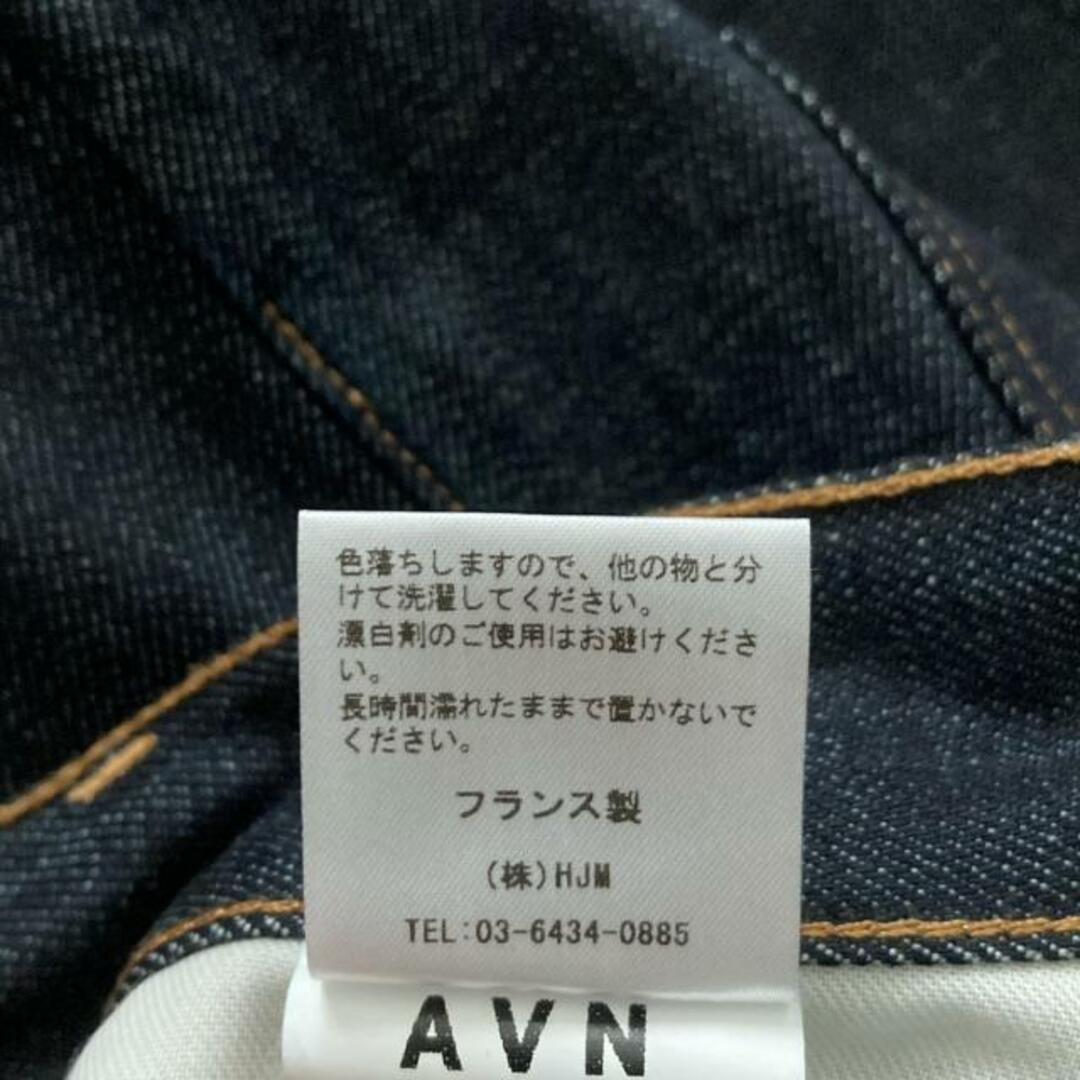 色落ちしますので、他の物と分
けて洗濯してください。
漂白剤のご使用はお避けくださ
い。
長時間濡れたままで置かないで
ください。
フランス製
(株)HJM
TEL:03-6434-0885
AVN